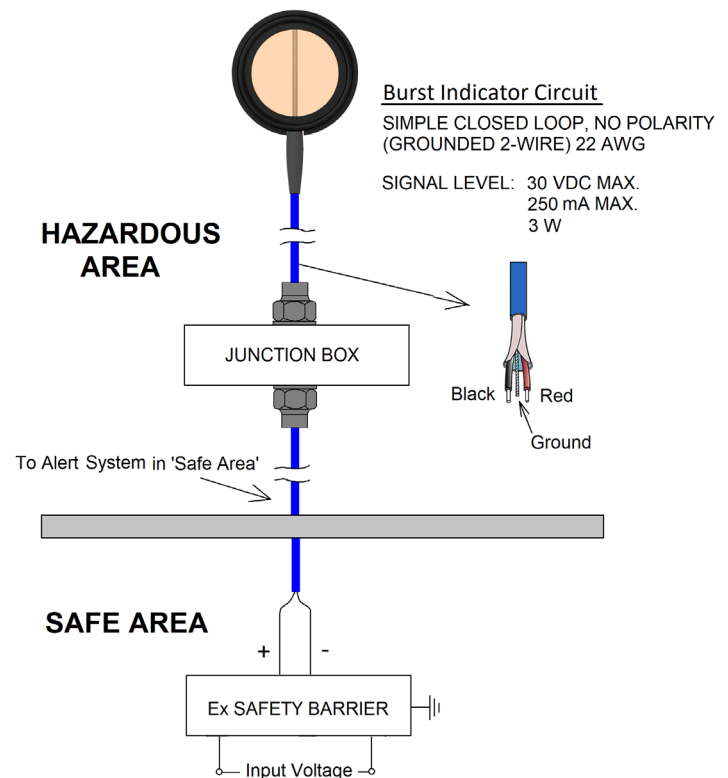 Burst Indicator Circuit
SIMPLE CLOSED LOOP, NO POLARITY
(GROUNDED 2-WIRE) 22 AWG
SIGNAL LEVEL: 30 VDC MAX.
250 mA MAX.
3 W
HAZARDOUS
AREA
JUNCTION BOX
Black
Red
Ground
To Alert System in 'Safe Area'
SAFE AREA
+
-
Ex SAFETY BARRIER
Input Voltage